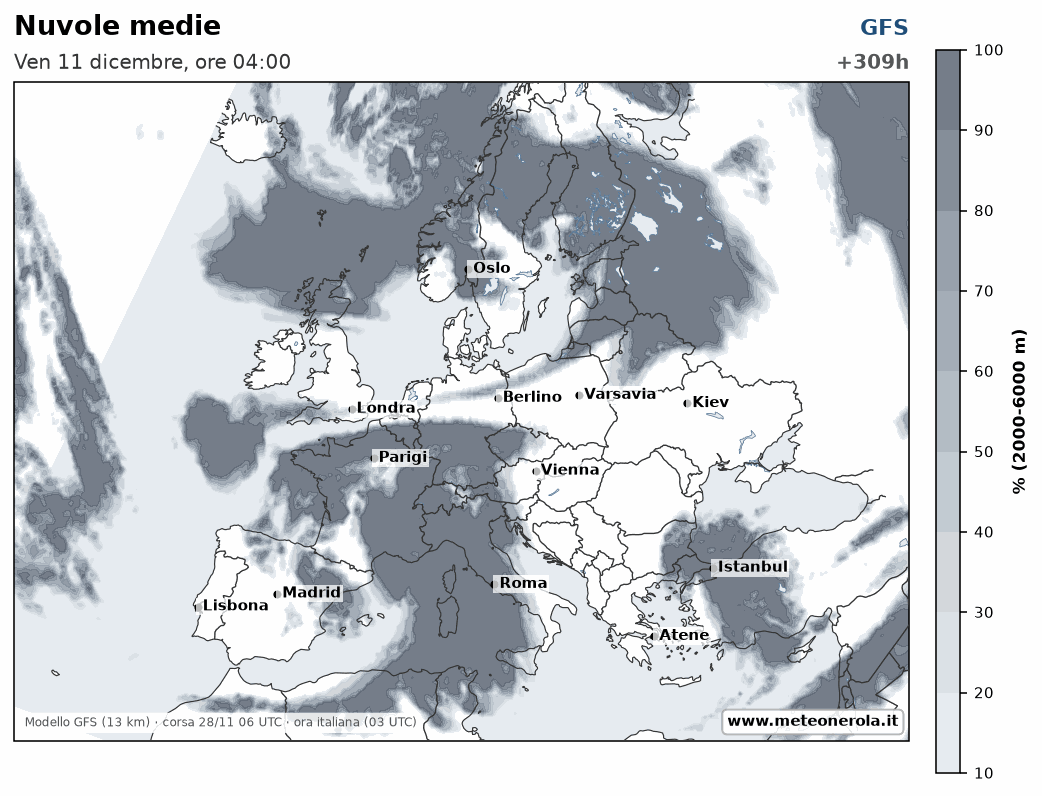 Nuvole medie
GFS
Ven 11 dicembre, ore 04:00
+309h
100
90
80
70
60
50
40
30
20
10
% (2000-6000 m)
Oslo
Londra
Berlino
Varsavia
Kiev
Parigi
Vienna
Istanbul
Roma
Madrid
Lisbona
Atene
Modello GFS (13 km) · corsa 28/11 06 UTC · ora italiana (03 UTC)
www.meteonerola.it